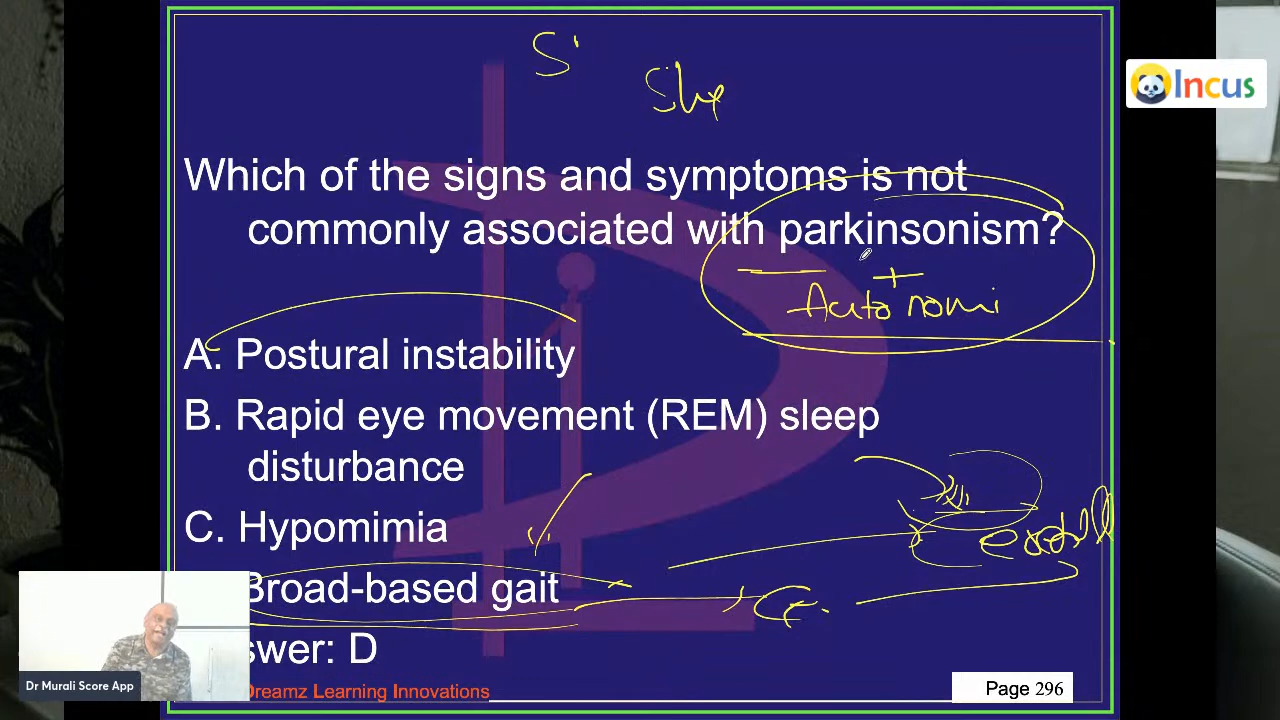 Incus
Which of the signs and symptoms is not
commonly associated with parkinsonism?
+
Autonomi
A. Postural instability
B. Rapid eye movement (REM) sleep
disturbance
C. Hypomimia
Broad-based gait
swer: D
Dr Murali Score App
Dreamz Learning Innovations
Page 296